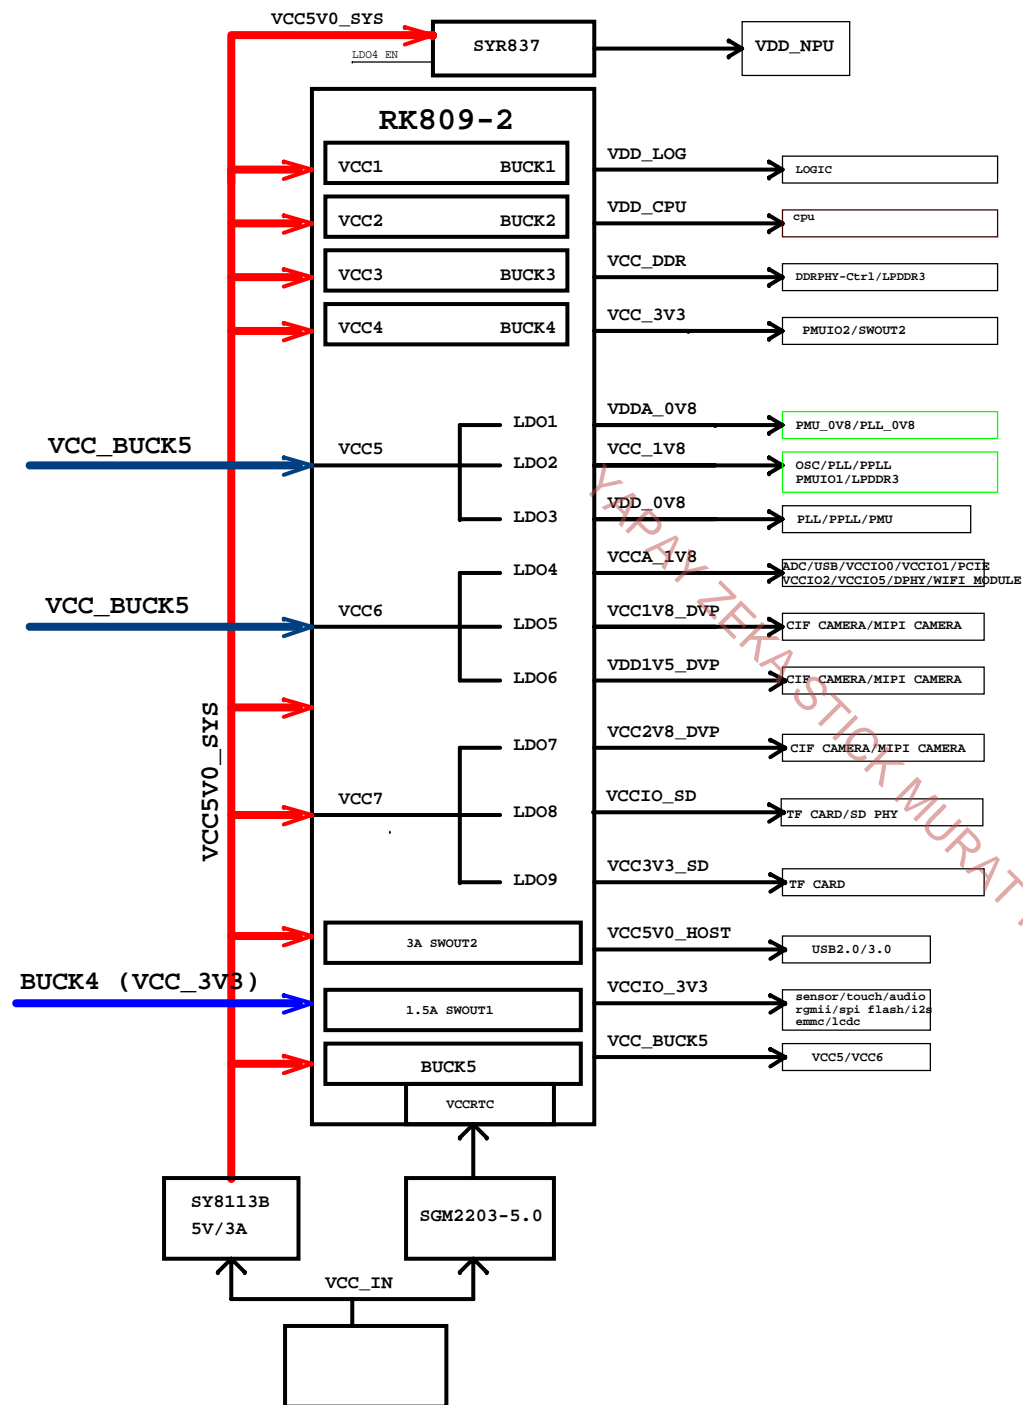 VCC5V0_SYS
LDO4 EN
SYR837
VDD_NPU
RK809-2
VCC1 BUCK1
VDD_LOG
LOGIC
VCC2 BUCK2
VDD_CPU
cpu
VCC3 BUCK3
VCC_DDR
DDRPHY-Ctrl/LPDDR3
VCC4 BUCK4
VCC_3V3
PMUIO2/SWOUT2
LDO1
VDDA_0V8
PMU_0V8/PLL_0V8
VCC_BUCK5
VCC5
LDO2
VCC_1V8
OSC/PLL/PPLL
PMUIO1/LPDDR3
LDO3
VDD_0V8
PLL/PPLL/PMU
LDO4
VCCA_1V8
ADC/USB/VCCIO0/VCCIO1/PCIE
VCCIO2/VCCIO5/DPHY/WIFI MODULE
VCC_BUCK5
VCC6
LDO5
VCC1V8_DVP
CIF CAMERA/MIPI CAMERA
LDO6
VDD1V5_DVP
CIF CAMERA/MIPI CAMERA
VCC5V0_SYS
LDO7
VCC2V8_DVP
CIF CAMERA/MIPI CAMERA
VCC7
LDO8
VCCIO_SD
TF CARD/SD PHY
LDO9
VCC3V3_SD
TF CARD
3A SWOUT2
VCC5V0_HOST
USB2.0/3.0
BUCK4 (VCC_3V3)
1.5A SWOUT1
VCCIO_3V3
sensor/touch/audio
rgmii/spi flash/i2s
emmc/lcdc
BUCK5
VCC_BUCK5
VCC5/VCC6
VCCRTC
SY8113B
5V/3A
SGM2203-5.0
VCC_IN
YAPAY ZEKA STICK MURAT